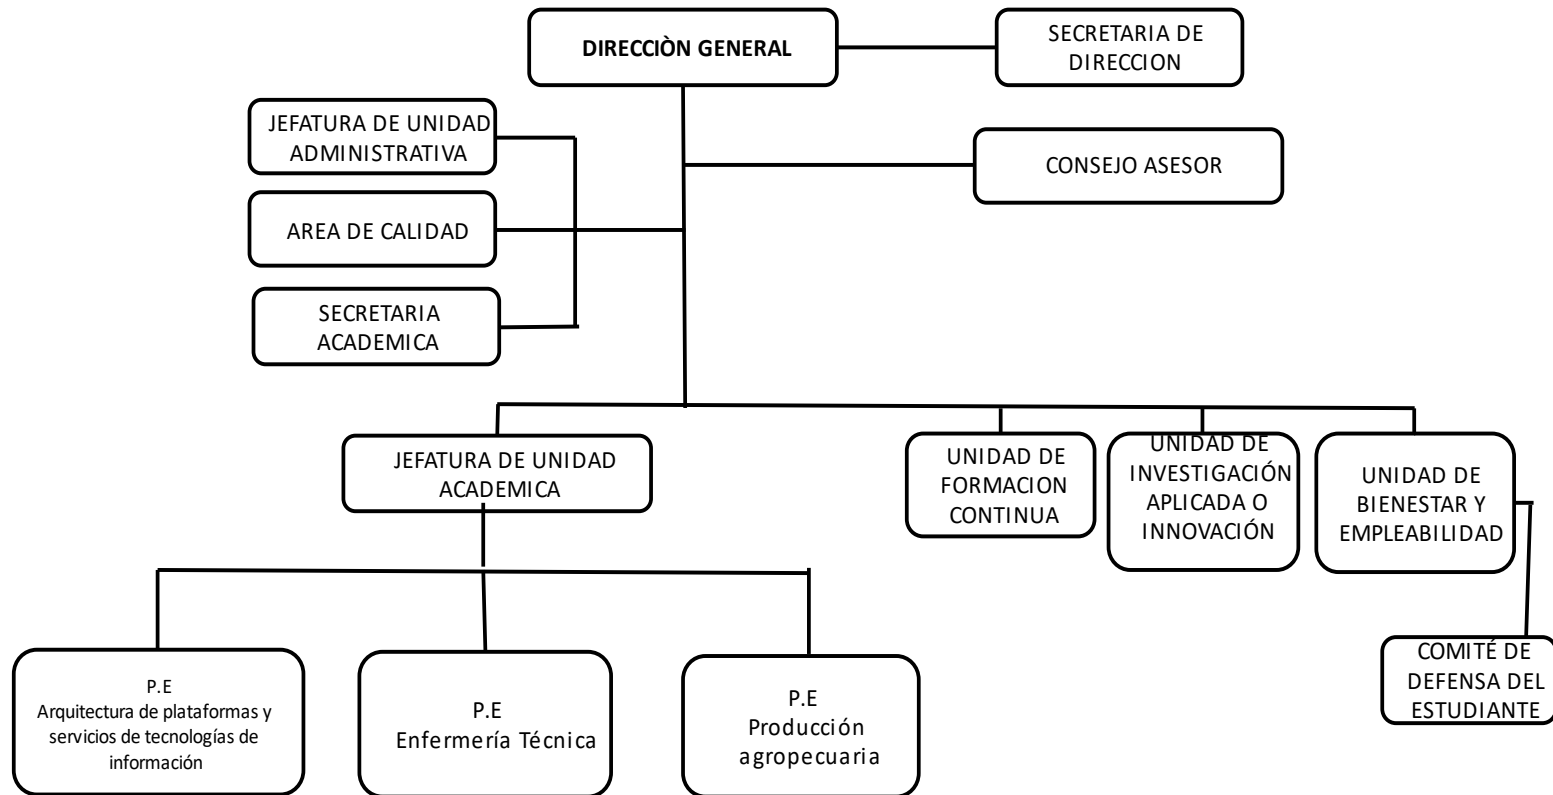 DIRECCIÒN GENERAL
SECRETARIA DE
DIRECCION
JEFATURA DE UNIDAD
ADMINISTRATIVA
CONSEJO ASESOR
AREA DE CALIDAD
SECRETARIA
ACADEMICA
JEFATURA DE UNIDAD
ACADEMICA
UNIDAD DE
FORMACION
CONTINUA
UNIDAD DE
INVESTIGACIÓN
APLICADA O
INNOVACIÓN
UNIDAD DE
BIENESTAR Y
EMPLEABILIDAD
COMITÉ DE
DEFENSA DEL
ESTUDIANTE
P.E
Arquitectura de plataformas y
servicios de tecnologías de
información
P.E
Enfermería Técnica
P.E
Producción
agropecuaria